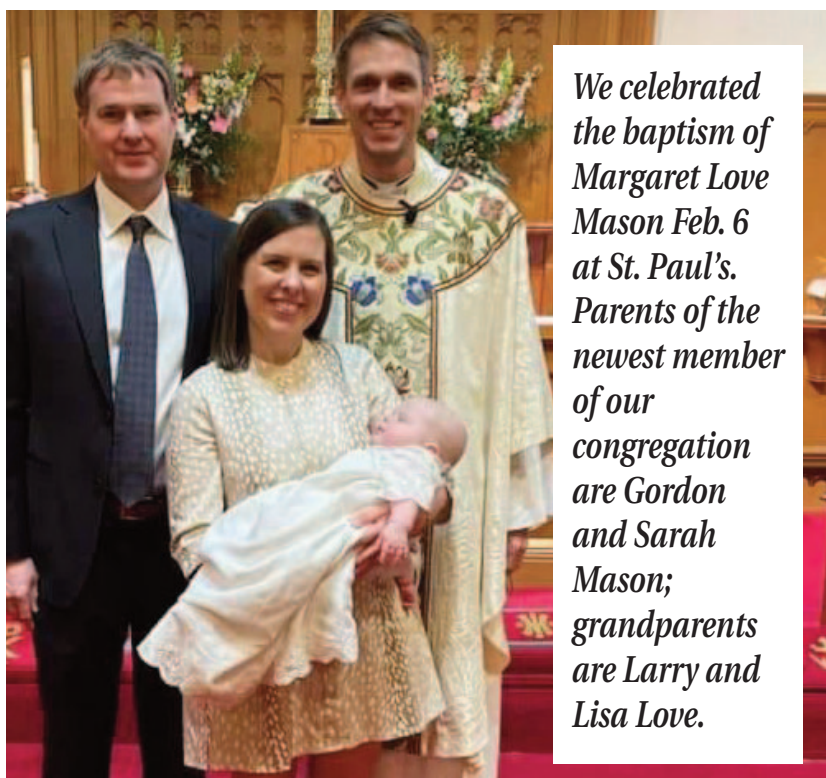 We celebrated
the baptism of
Margaret Love
Mason Feb. 6
at St. Paul’s.
Parents of the
newest member
of our
congregation
are Gordon
and Sarah
Mason;
grandparents
are Larry and
Lisa Love.